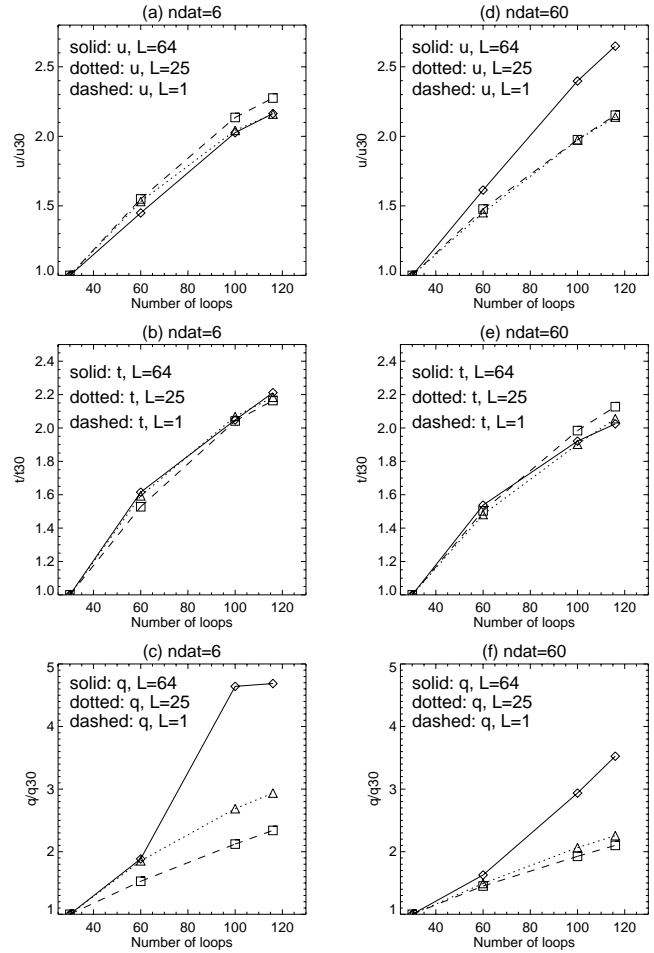 (a) ndat=6
solid: u, L=64
dotted: u, L=25
dashed: u, L=1
u/u30
2.5
2.0
1.5
1.0
40 60 80 100 120
Number of loops
(d) ndat=60
solid: u, L=64
dotted: u, L=25
dashed: u, L=1
u/u30
2.5
2.0
1.5
1.0
40 60 80 100 120
Number of loops
(b) ndat=6
solid: t, L=64
dotted: t, L=25
dashed: t, L=1
t/t30
2.4
2.2
2.0
1.8
1.6
1.4
1.2
1.0
40 60 80 100 120
Number of loops
(e) ndat=60
solid: t, L=64
dotted: t, L=25
dashed: t, L=1
t/t30
2.4
2.2
2.0
1.8
1.6
1.4
1.2
1.0
40 60 80 100 120
Number of loops
(c) ndat=6
solid: q, L=64
dotted: q, L=25
dashed: q, L=1
q/q30
5
4
3
2
1
40 60 80 100 120
Number of loops
(f) ndat=60
solid: q, L=64
dotted: q, L=25
dashed: q, L=1
q/q30
5
4
3
2
1
40 60 80 100 120
Number of loops